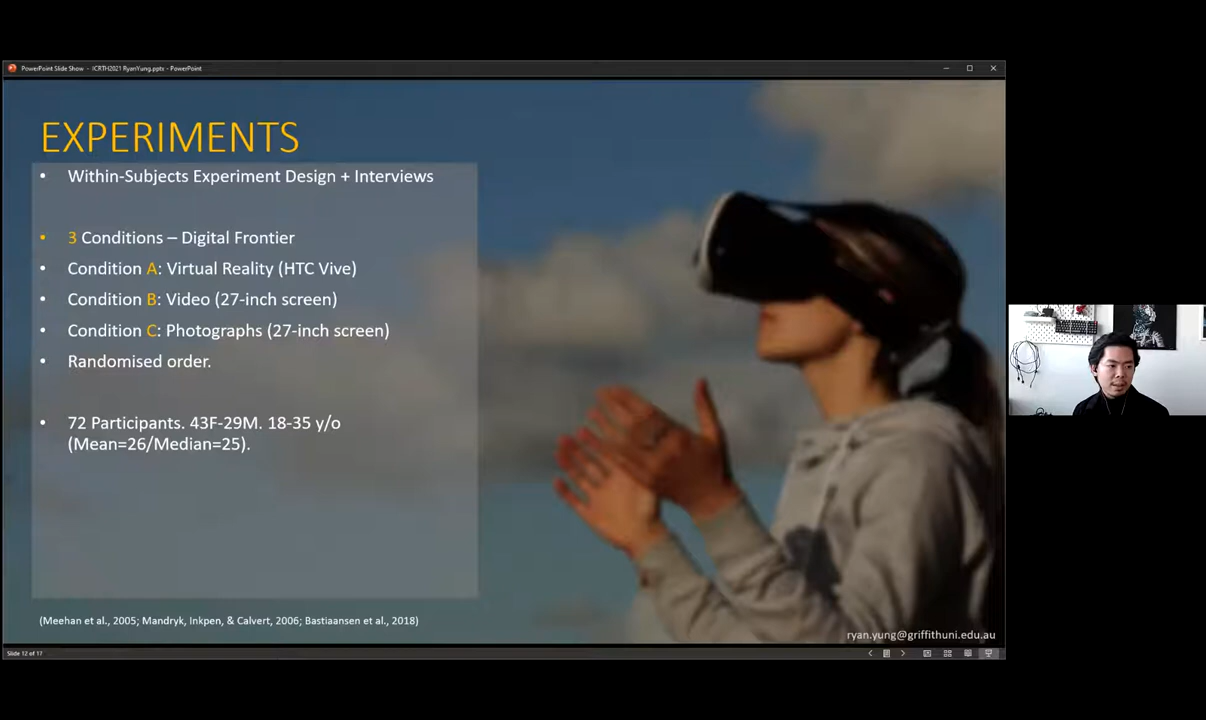 PowerPoint Slide Show - ICRTH2021 RyanYung.pptx - PowerPoint
EXPERIMENTS
• Within-Subjects Experiment Design + Interviews
• 3 Conditions – Digital Frontier
• Condition A: Virtual Reality (HTC Vive)
• Condition B: Video (27-inch screen)
• Condition C: Photographs (27-inch screen)
• Randomised order.
• 72 Participants. 43F-29M. 18-35 y/o
(Mean=26/Median=25).
(Meehan et al., 2005; Mandryk, Inkpen, & Calvert, 2006; Bastiaansen et al., 2018)
ryan.yung@griffithuni.edu.au
Slide 12 of 17